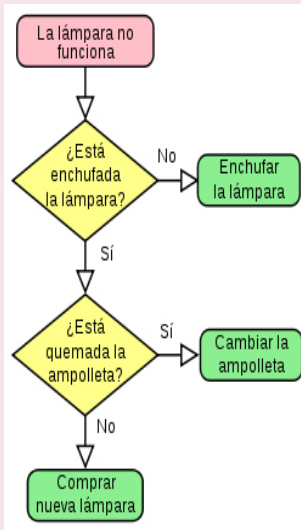 La lámpara no
funciona
¿Está
enchufada
la lámpara?
No
Enchufar
la lámpara
Sí
¿Está
quemada la
ampolleta?
Sí
Cambiar la
ampolleta
No
Comprar
nueva lámpara